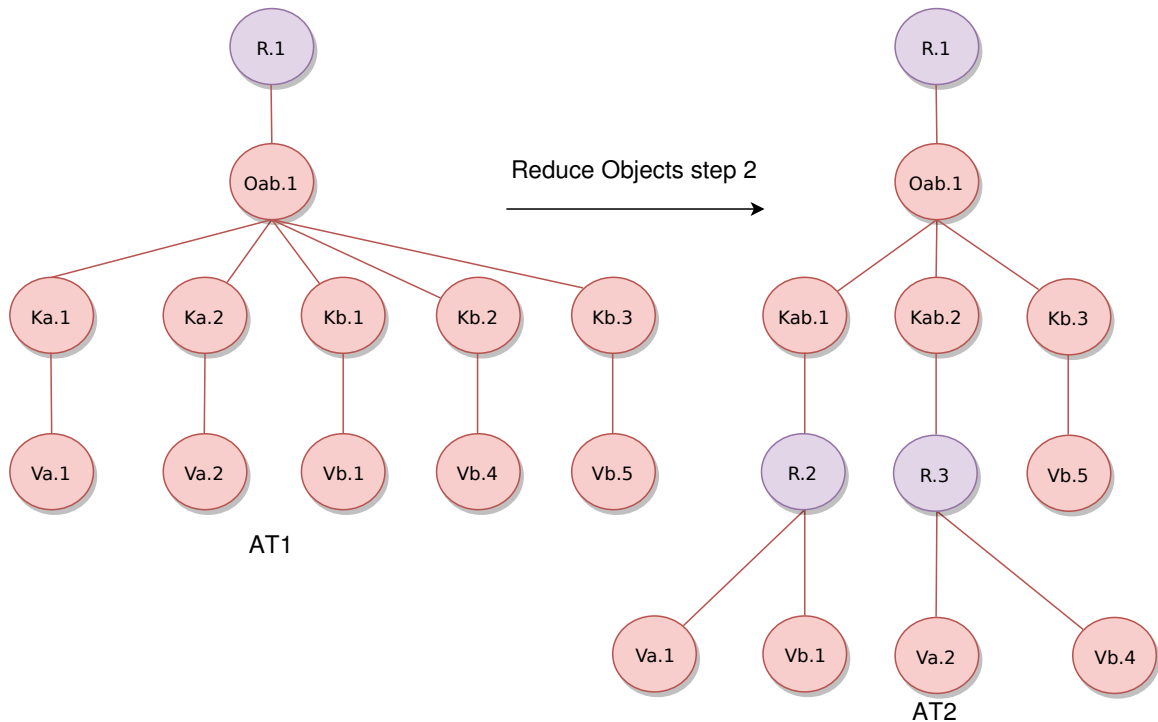 R.1
R.1
Reduce Objects step 2
Oab.1
Oab.1
Ka.1
Ka.2
Kb.1
Kb.2
Kb.3
Kab.1
Kab.2
Kb.3
Va.1
Va.2
Vb.1
Vb.4
Vb.5
R.2
R.3
Vb.5
AT1
Va.1
Vb.1
Va.2
Vb.4
AT2